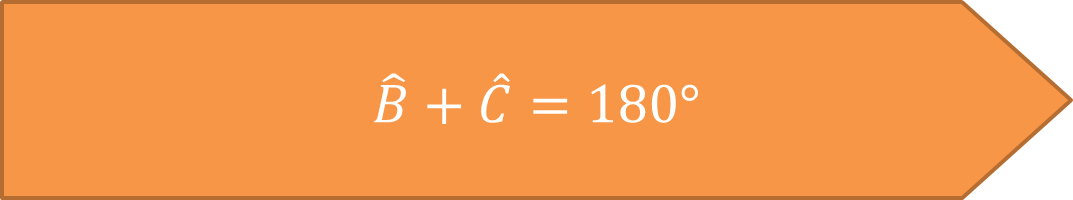 B̂ + Ĉ = 180°